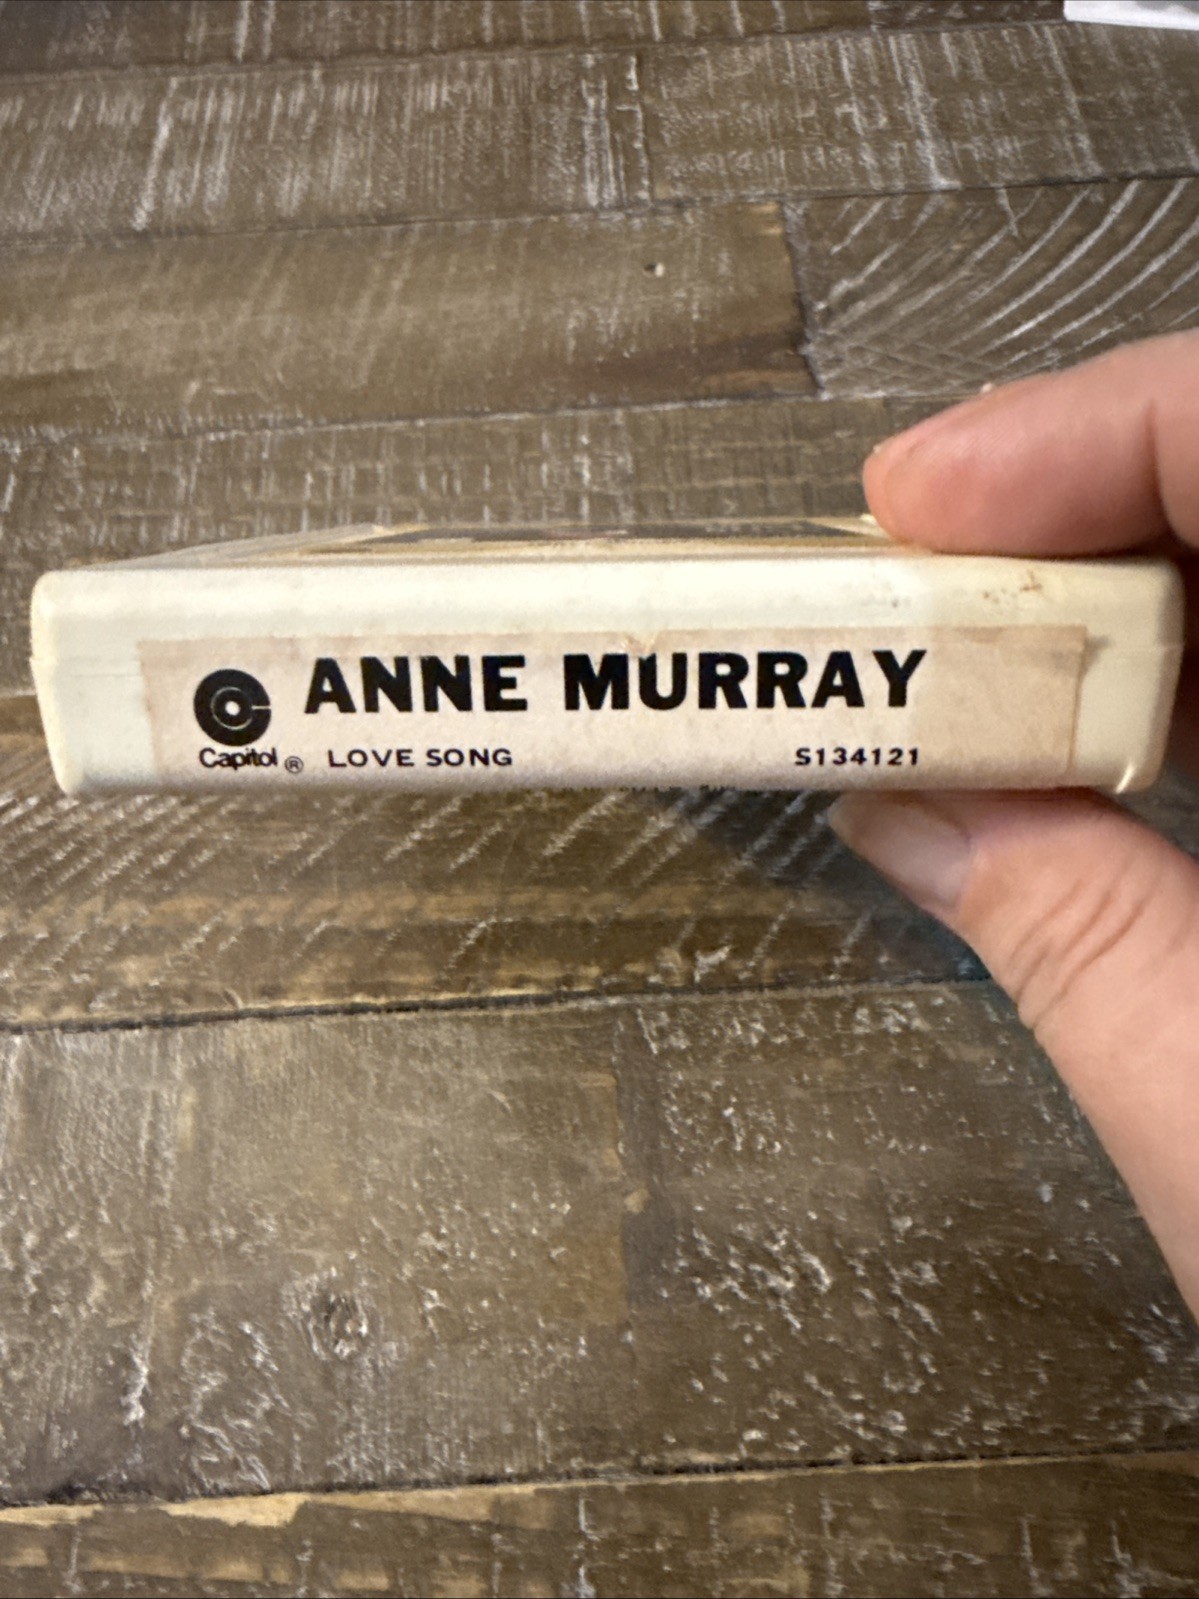 ANNE MURRAY
Capitol® LOVE SONG S134121